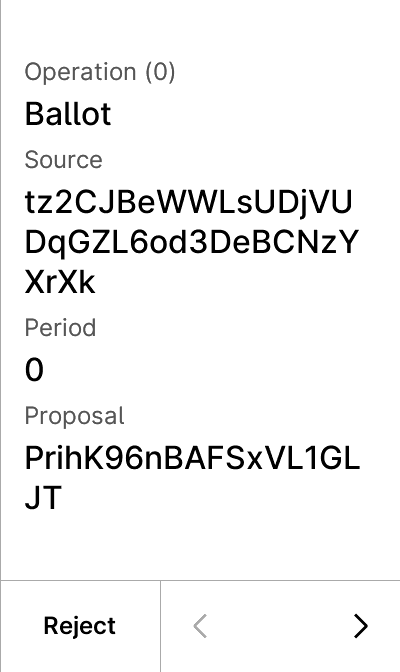 Operation (0)
Ballot
Source
tz2CJBeWWLsUDjVU
DqGZL6od3DeBCNzY
XrXk
Period
0
Proposal
PrihK96nBAFSxVL1GL
JT
Reject